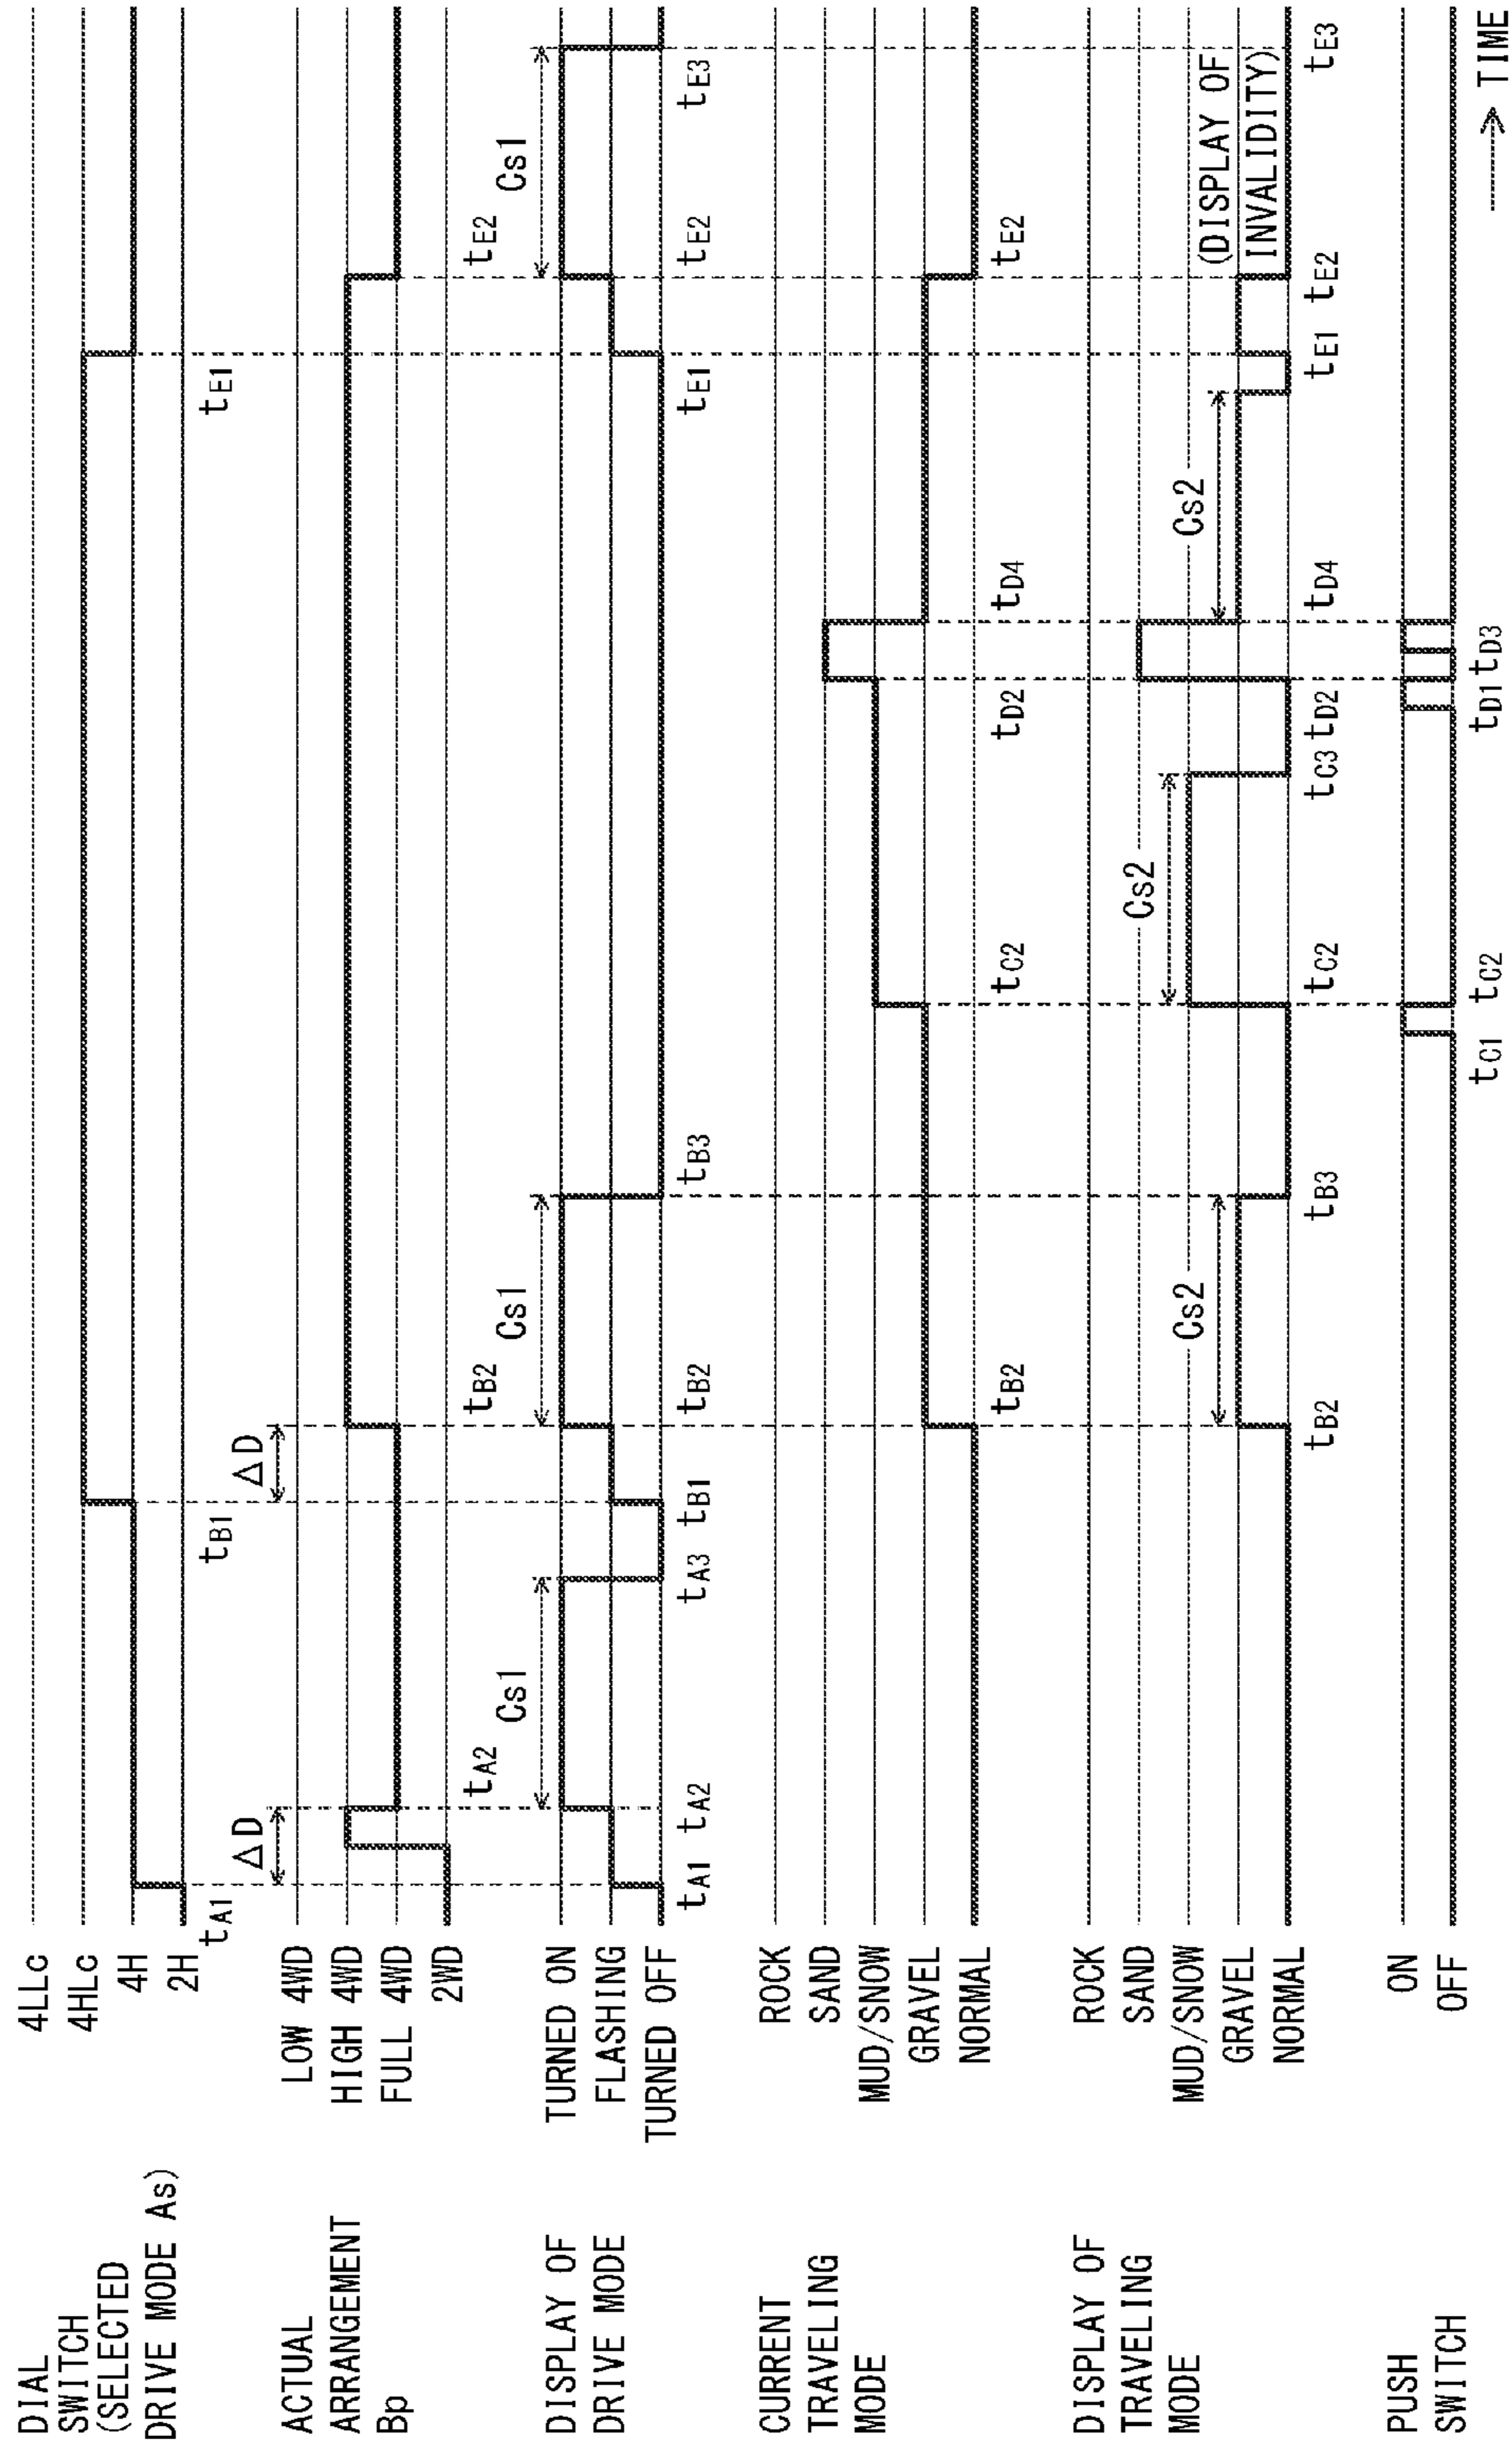 DIAL
SWITCH
(SELECTED
DRIVE MODE As)
4LLc
4HLc
4H
2H
tA1
tB1
tE1
ACTUAL
ARRANGEMENT
Bp
LOW 4WD
HIGH 4WD
FULL 4WD
2WD
ΔD
ΔD
tA2
tB2
tE2
DISPLAY OF
DRIVE MODE
TURNED ON
FLASHING
TURNED OFF
Cs1
Cs1
Cs1
tA1 tA2 tA3 tB1 tB2 tB3 tE1 tE2 tE3
CURRENT
TRAVELING
MODE
ROCK
SAND
MUD/SNOW
GRAVEL
NORMAL
tB2 tC2 tD2 tD4 tE2
DISPLAY OF
TRAVELING
MODE
ROCK
SAND
MUD/SNOW
GRAVEL
NORMAL
Cs2
Cs2
Cs2
(DISPLAY OF
INVALIDITY)
tB2 tB3 tC2 tC3 tD2 tD4 tE1 tE2 tE3
PUSH
SWITCH
ON
OFF
tC1 tC2 tD1 tD3
TIME